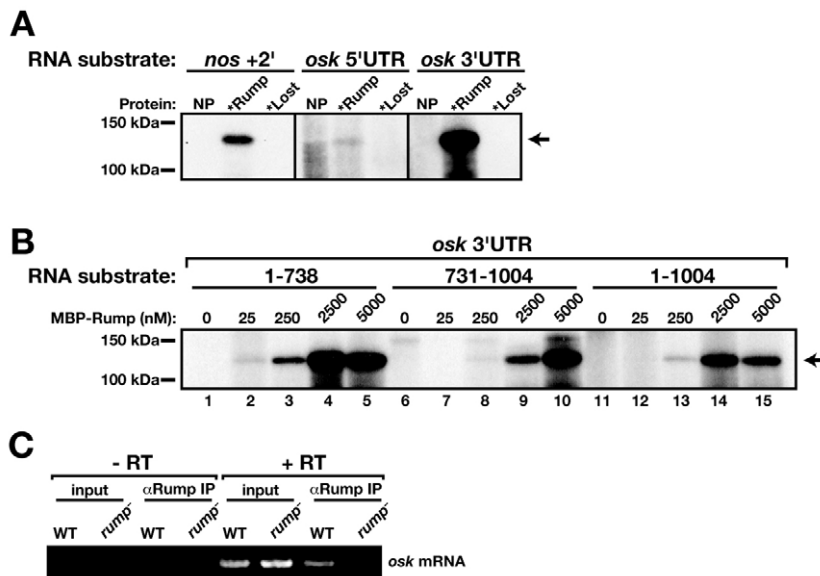 A
RNA substrate: nos +2' osk 5'UTR osk 3'UTR
Protein: NP *Rump *Lost NP *Rump *Lost NP *Rump *Lost
150 kDa
100 kDa
B
osk 3'UTR
RNA substrate: 1-738 731-1004 1-1004
MBP-Rump (nM): 0 25 250 2500 5000 0 25 250 2500 5000 0 25 250 2500 5000
150 kDa
100 kDa
1 2 3 4 5 6 7 8 9 10 11 12 13 14 15
C
- RT + RT
input αRump IP input αRump IP
WT rump- WT rump- WT rump- WT rump-
osk mRNA